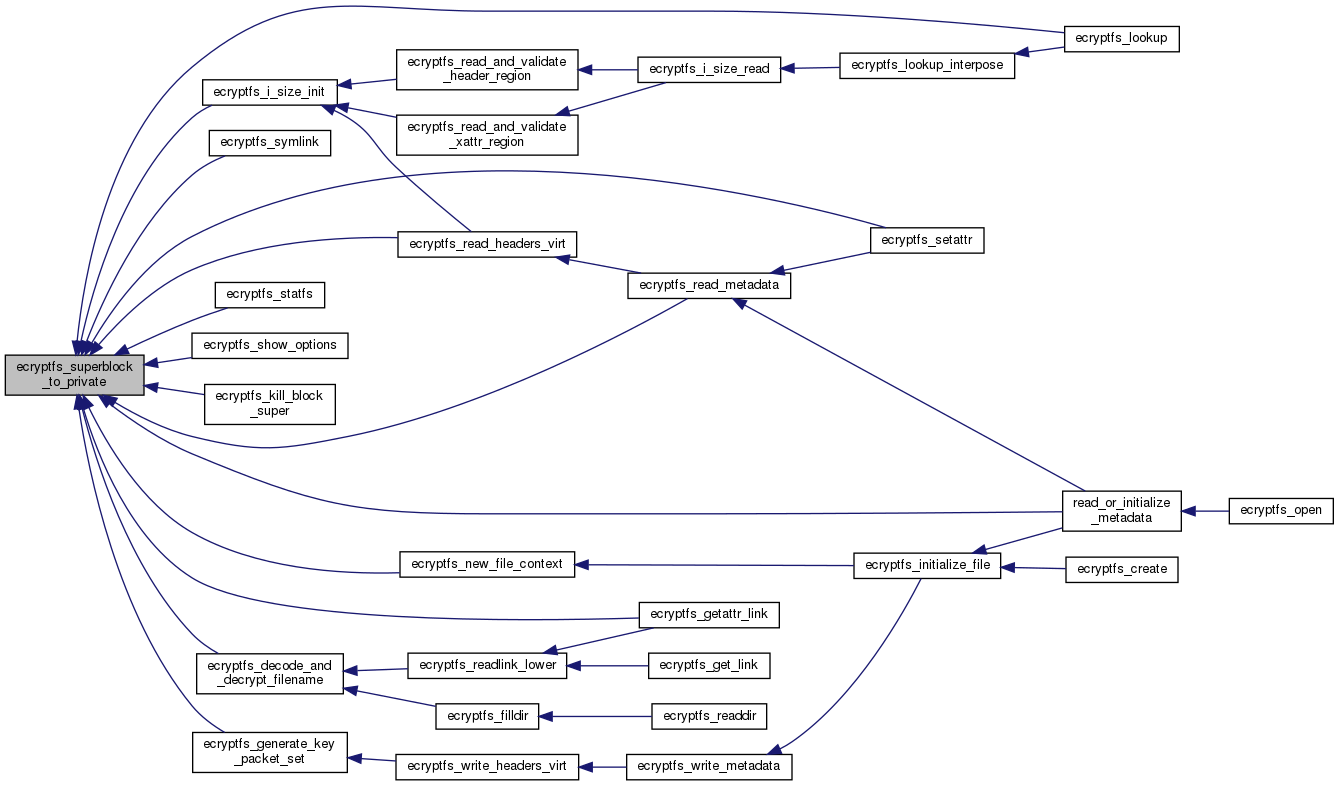 ecryptfs_lookup
ecryptfs_read_and_validate
_header_region
ecryptfs_i_size_read
ecryptfs_lookup_interpose
ecryptfs_i_size_init
ecryptfs_read_and_validate
_xattr_region
ecryptfs_symlink
ecryptfs_setattr
ecryptfs_read_headers_virt
ecryptfs_read_metadata
ecryptfs_statfs
ecryptfs_show_options
ecryptfs_superblock
_to_private
ecryptfs_kill_block
_super
read_or_initialize
_metadata
ecryptfs_open
ecryptfs_new_file_context
ecryptfs_initialize_file
ecryptfs_create
ecryptfs_getattr_link
ecryptfs_decode_and
_decrypt_filename
ecryptfs_readlink_lower
ecryptfs_get_link
ecryptfs_filldir
ecryptfs_readdir
ecryptfs_generate_key
_packet_set
ecryptfs_write_headers_virt
ecryptfs_write_metadata